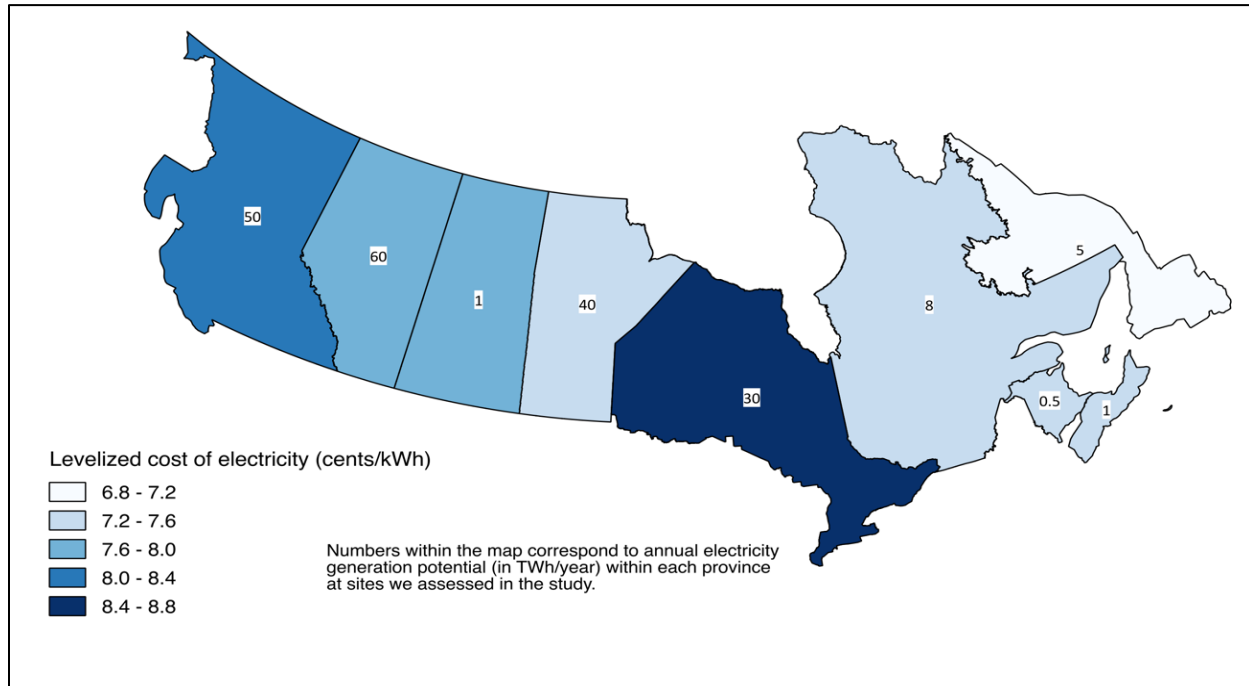 50
60
1
40
30
8
5
0.5
1
Levelized cost of electricity (cents/kWh)
6.8 - 7.2
7.2 - 7.6
7.6 - 8.0
8.0 - 8.4
8.4 - 8.8
Numbers within the map correspond to annual electricity
generation potential (in TWh/year) within each province
at sites we assessed in the study.